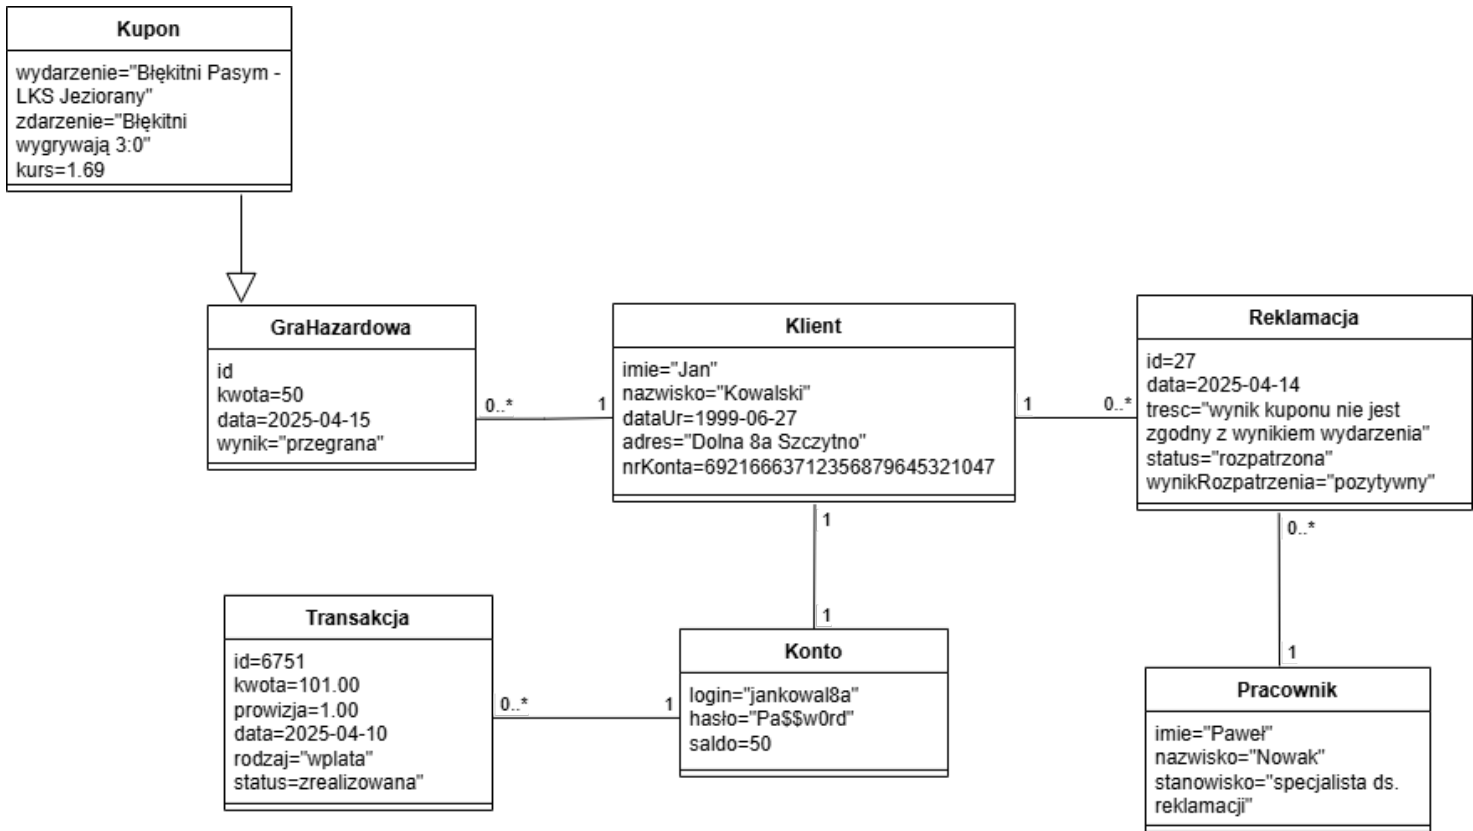 Kupon
wydarzenie="Błękitni Pasym -
LKS Jeziorany"
zdarzenie="Błękitni
wygrywają 3:0"
kurs=1.69
GraHazardowa
id
kwota=50
data=2025-04-15
wynik="przegrana"
0..*
1
Klient
imie="Jan"
nazwisko="Kowalski"
dataUr=1999-06-27
adres="Dolna 8a Szczytno"
nrKonta=69216663712356879645321047
1
0..*
Reklamacja
id=27
data=2025-04-14
tresc="wynik kuponu nie jest
zgodny z wynikiem wydarzenia"
status="rozpatrzona"
wynikRozpatrzenia="pozytywny"
1
1
0..*
1
Transakcja
id=6751
kwota=101.00
prowizja=1.00
data=2025-04-10
rodzaj="wplata"
status=zrealizowana"
0..*
1
Konto
login="jankowal8a"
hasło="Pa$$w0rd"
saldo=50
Pracownik
imie="Paweł"
nazwisko="Nowak"
stanowisko="specjalista ds.
reklamacji"